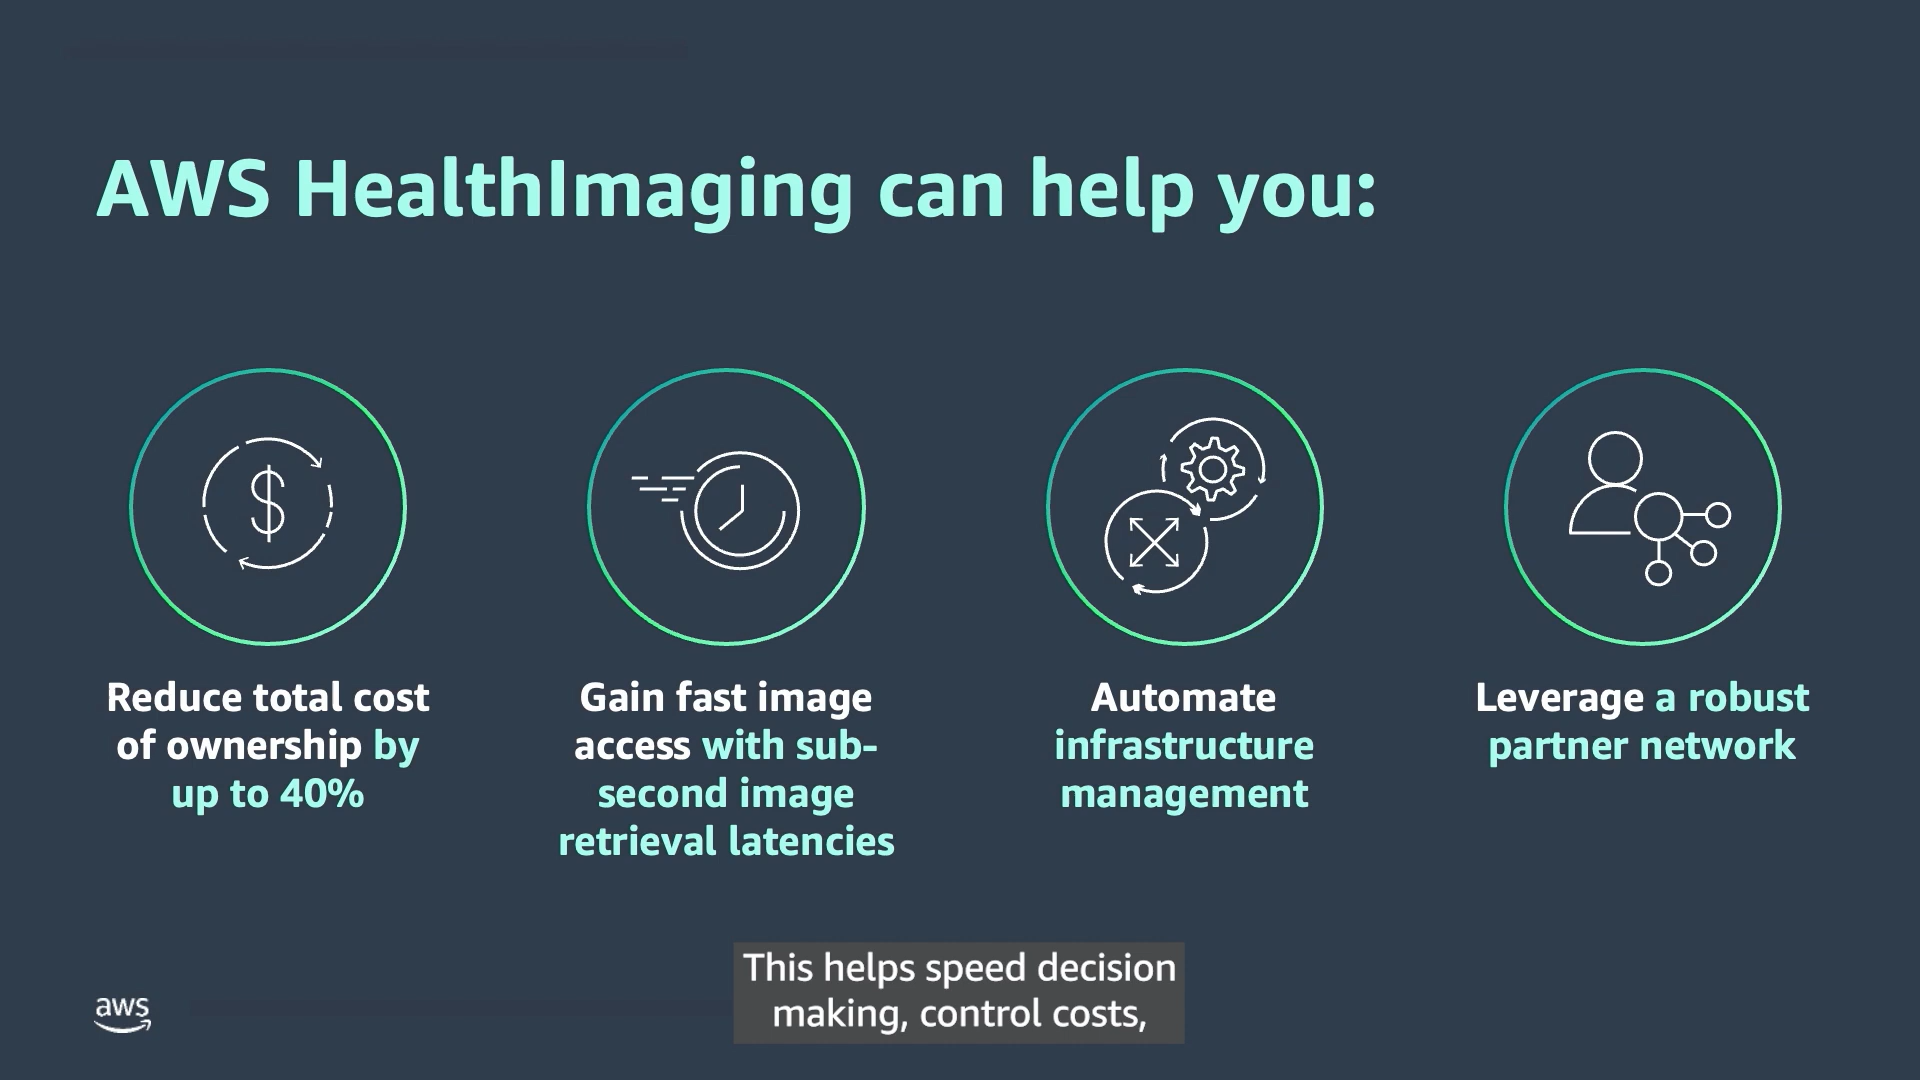 AWS HealthImaging can help you:
$
Reduce total cost
of ownership by
up to 40%
Gain fast image
access with sub-
second image
retrieval latencies
Automate
infrastructure
management
Leverage a robust
partner network
This helps speed decision
making, control costs,
aws